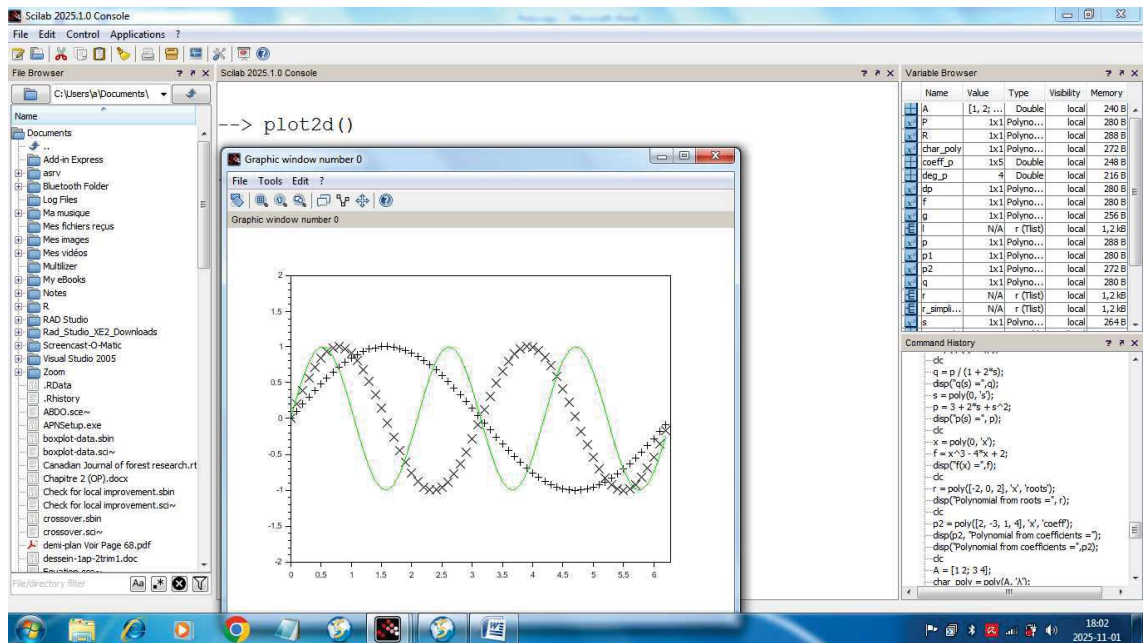 Scilab 2025.1.0 Console
File Edit Control Applications ?
File Browser ? ↗ X
C:\Users\a\Documents\
Name
Documents
..
Add-in Express
asrv
Bluetooth Folder
Log Files
Ma musique
Mes fichiers reçus
Mes images
Mes vidéos
Multilizer
My eBooks
Notes
R
RAD Studio
Rad_Studio_XE2_Downloads
Screencast-O-Matic
Visual Studio 2005
Zoom
.RData
.Rhistory
ABDO.sce~
APNSetup.exe
boxplot-data.sbin
boxplot-data.sci~
Canadian Journal of forest research.rt
Chapitre 2 (OP).docx
Check for local improvement.sbin
Check for local improvement.sci~
crossover.sbin
crossover.sci~
demi-plan Voir Page 68.pdf
dessein-1ap-2trim1.doc
File/directory filter
Aa .*
Scilab 2025.1.0 Console ? ↗ X
--> plot2d()
Graphic window number 0
File Tools Edit ?
Graphic window number 0
2
1.5
1
0.5
0
-0.5
-1
-1.5
-2
0 0.5 1 1.5 2 2.5 3 3.5 4 4.5 5 5.5 6
Variable Browser ? ↗ X
Name Value Type Visibility Memory
A [1, 2; ... Double local 240 B
P 1x1 Polyno... local 280 B
R 1x1 Polyno... local 288 B
char_poly 1x1 Polyno... local 272 B
coeff_p 1x5 Double local 248 B
deg_p 4 Double local 216 B
dp 1x1 Polyno... local 280 B
f 1x1 Polyno... local 280 B
g 1x1 Polyno... local 256 B
l N/A r (Tlist) local 1,2 kB
p 1x1 Polyno... local 288 B
p1 1x1 Polyno... local 280 B
p2 1x1 Polyno... local 272 B
q 1x1 Polyno... local 280 B
r N/A r (Tlist) local 1,2 kB
r_simpli... N/A r (Tlist) local 1,2 kB
s 1x1 Polyno... local 264 B
Command History ? ↗ X
clc
q = p / (1 + 2*s);
disp("q(s) =",q);
s = poly(0, 's');
p = 3 + 2*s + s^2;
disp("p(s) =", p);
clc
x = poly(0, 'x');
f = x^3 - 4*x + 2;
disp("f(x) =",f);
clc
r = poly([-2, 0, 2], 'x', 'roots');
disp("Polynomial from roots =", r);
clc
p2 = poly([2, -3, 1, 4], 'x', 'coeff');
disp(p2, "Polynomial from coefficients =");
disp("Polynomial from coefficients =",p2);
clc
A = [1 2; 3 4];
char_poly = poly(A, 'λ');
18:02
2025-11-01